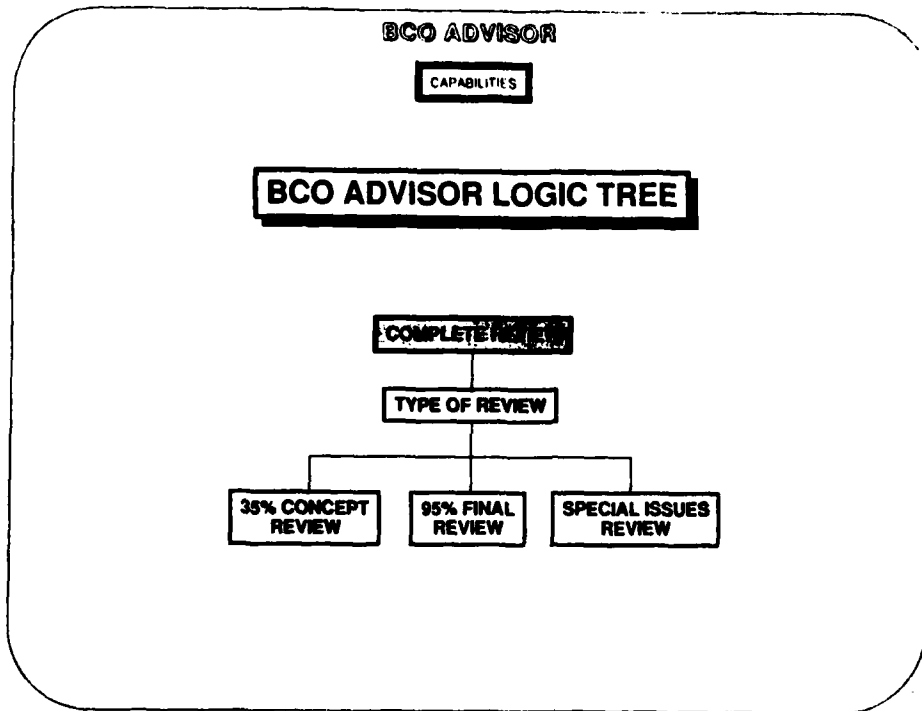 BCO ADVISOR
CAPABILITIES
BCO ADVISOR LOGIC TREE
COMPLETE REVIEW
TYPE OF REVIEW
35% CONCEPT
REVIEW
95% FINAL
REVIEW
SPECIAL ISSUES
REVIEW